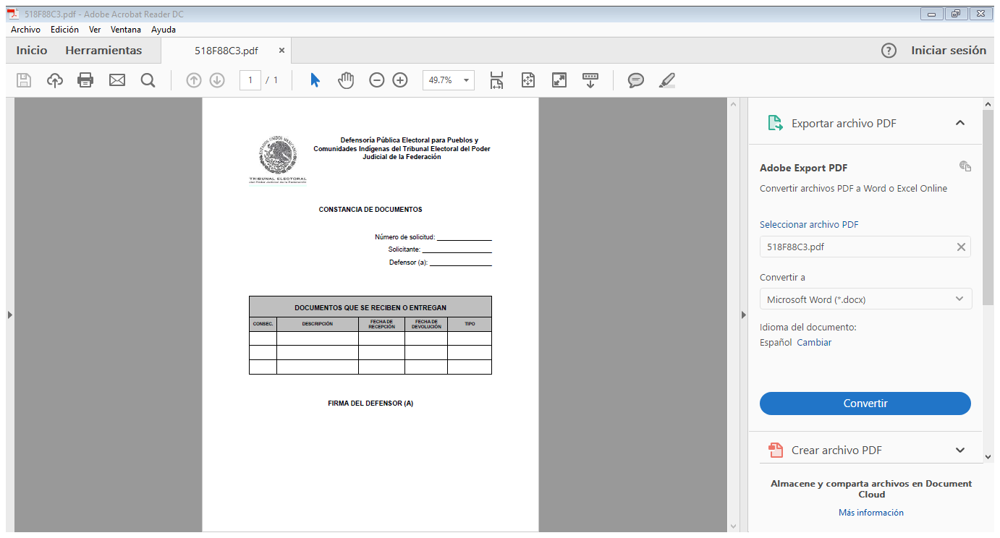 518F88C3.pdf - Adobe Acrobat Reader DC
Archivo Edición Ver Ventana Ayuda
Inicio Herramientas 518F88C3.pdf × Iniciar sesión
1 / 1 49.7%
ESTADOS UNIDOS MEXICANOS
TRIBUNAL ELECTORAL
del Poder Judicial de la Federación
Defensoría Pública Electoral para Pueblos y
Comunidades Indígenas del Tribunal Electoral del Poder
Judicial de la Federación
CONSTANCIA DE DOCUMENTOS
Número de solicitud:
Solicitante:
Defensor (a):
DOCUMENTOS QUE SE RECIBEN O ENTREGAN
CONSEC. DESCRIPCIÓN FECHA DE RECEPCIÓN FECHA DE DEVOLUCIÓN TIPO
FIRMA DEL DEFENSOR (A)
Exportar archivo PDF
Adobe Export PDF
Convertir archivos PDF a Word o Excel Online
Seleccionar archivo PDF
518F88C3.pdf
Convertir a
Microsoft Word (*.docx)
Idioma del documento:
Español Cambiar
Convertir
Crear archivo PDF
Almacene y comparta archivos en Document
Cloud
Más información